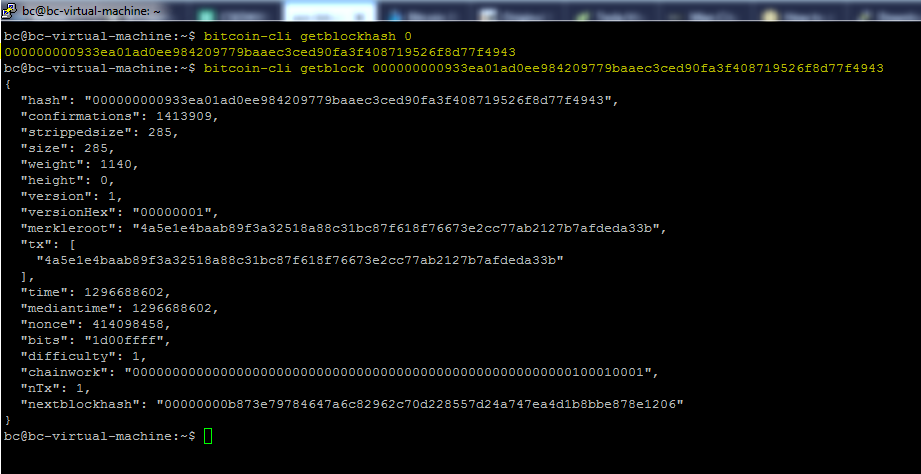 bc@bc-virtual-machine: ~
bc@bc-virtual-machine:~$ bitcoin-cli getblockhash 0
000000000933ea01ad0ee984209779baaec3ced90fa3f408719526f8d77f4943
bc@bc-virtual-machine:~$ bitcoin-cli getblock 000000000933ea01ad0ee984209779baaec3ced90fa3f408719526f8d77f4943
{
  "hash": "000000000933ea01ad0ee984209779baaec3ced90fa3f408719526f8d77f4943",
  "confirmations": 1413909,
  "strippedsize": 285,
  "size": 285,
  "weight": 1140,
  "height": 0,
  "version": 1,
  "versionHex": "00000001",
  "merkleroot": "4a5e1e4baab89f3a32518a88c31bc87f618f76673e2cc77ab2127b7afdeda33b",
  "tx": [
    "4a5e1e4baab89f3a32518a88c31bc87f618f76673e2cc77ab2127b7afdeda33b"
  ],
  "time": 1296688602,
  "mediantime": 1296688602,
  "nonce": 414098458,
  "bits": "1d00ffff",
  "difficulty": 1,
  "chainwork": "0000000000000000000000000000000000000000000000000000000100010001",
  "nTx": 1,
  "nextblockhash": "00000000b873e79784647a6c82962c70d228557d24a747ea4d1b8bbe878e1206"
}
bc@bc-virtual-machine:~$